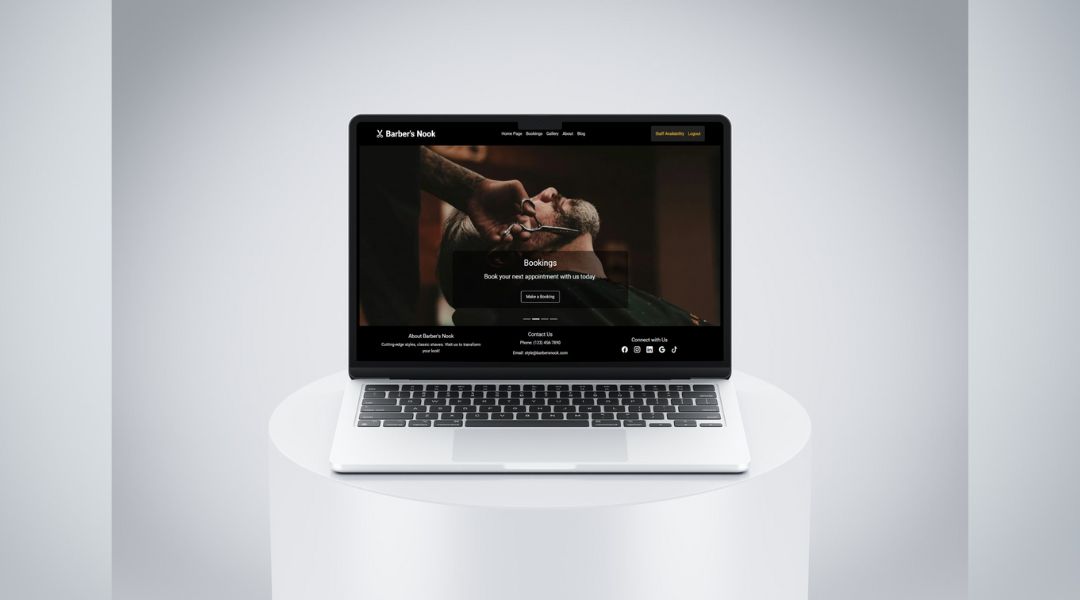 Barber's Nook
Home Page Bookings Gallery About Blog
Staff Availability Logout
Bookings
Book your next appointment with us today
Make a Booking
About Barber's Nook
Cutting-edge styles, classic shaves. Visit us to transform
your look!
Contact Us
Phone: (123) 456 7890
Email: style@barbersnook.com
Connect with Us